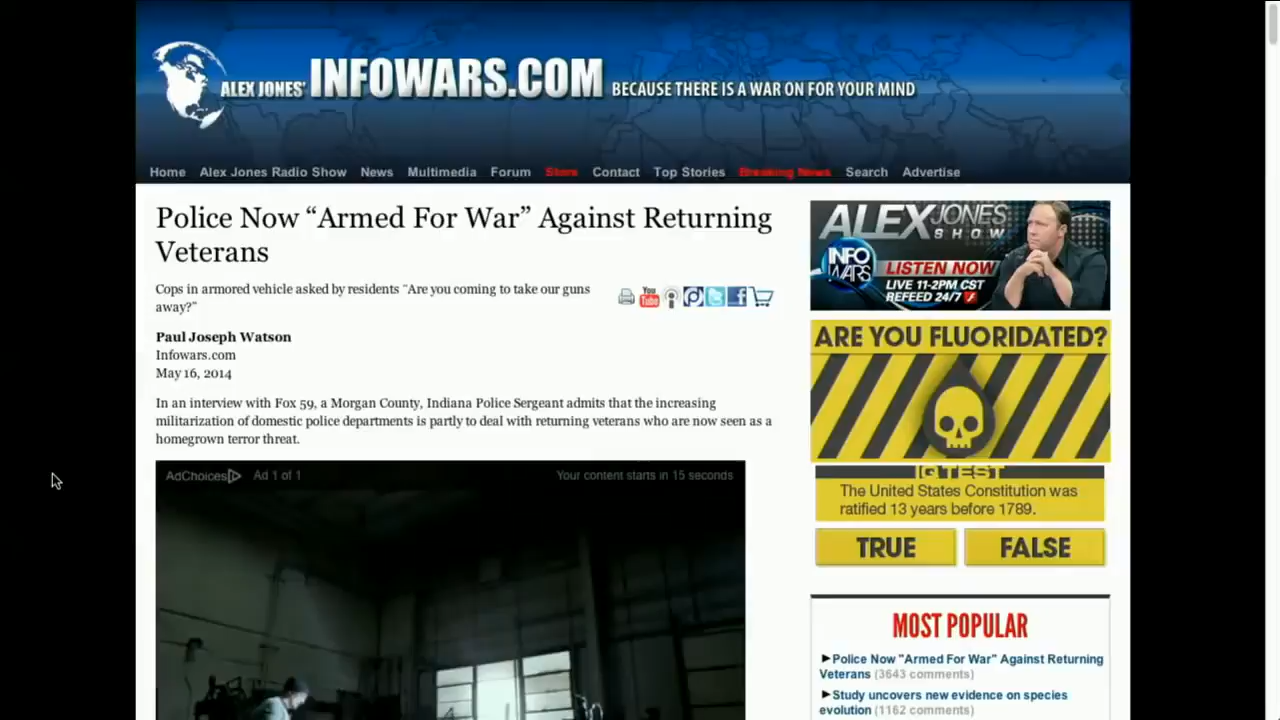 ALEX JONES' INFOWARS.COM BECAUSE THERE IS A WAR ON FOR YOUR MIND
Home Alex Jones Radio Show News Multimedia Forum Store Contact Top Stories Breaking News Search Advertise
Police Now “Armed For War” Against Returning
Veterans
Cops in armored vehicle asked by residents "Are you coming to take our guns
away?"
You
Tube
Paul Joseph Watson
Infowars.com
May 16, 2014
In an interview with Fox 59, a Morgan County, Indiana Police Sergeant admits that the increasing
militarization of domestic police departments is partly to deal with returning veterans who are now seen as a
homegrown terror threat.
AdChoices Ad 1 of 1 Your content starts in 15 seconds
ALEX JONES
SHOW
INFO
WARS
LISTEN NOW
LIVE 11-2PM CST
REFEED 24/7
ARE YOU FLUORIDATED?
IQ TEST
The United States Constitution was
ratified 13 years before 1789.
TRUE FALSE
MOST POPULAR
Police Now "Armed For War" Against Returning
Veterans (3643 comments)
Study uncovers new evidence on species
evolution (1162 comments)